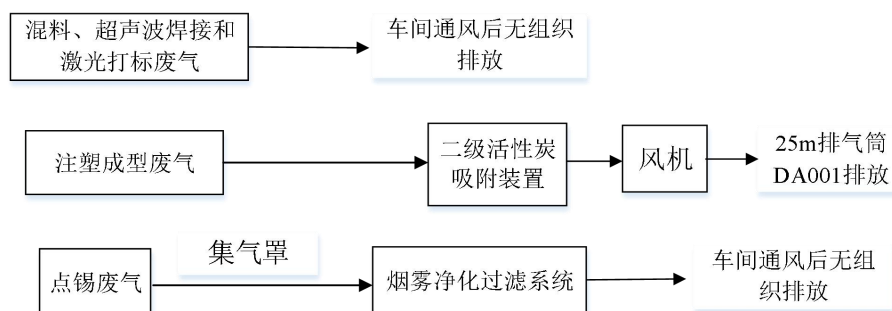 混料、超声波焊接和
激光打标废气
车间通风后无组织
排放
注塑成型废气
二级活性炭
吸附装置
风机
25m排气筒
DA001排放
点锡废气
集气罩
烟雾净化过滤系统
车间通风后无组
织排放